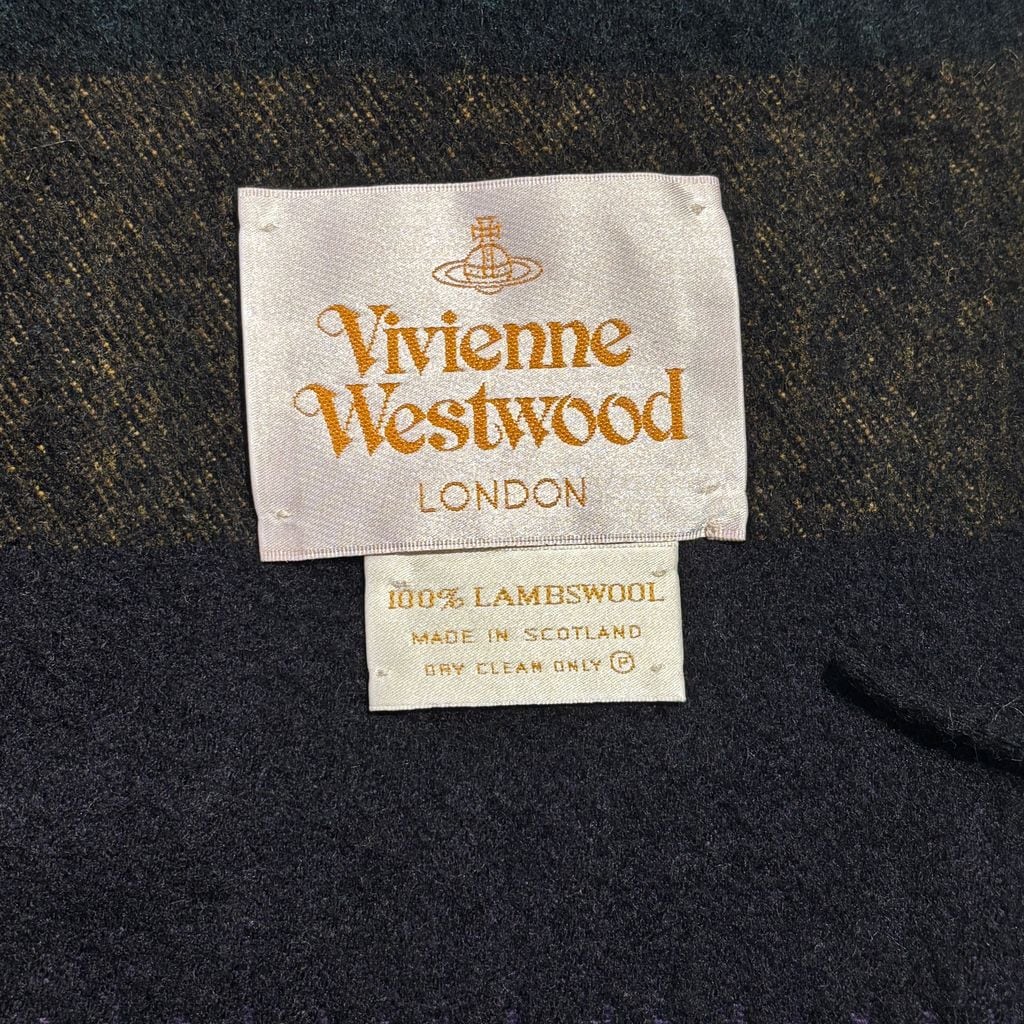 Vivienne
Westwood
LONDON
100% LAMBSWOOL
MADE IN SCOTLAND
DRY CLEAN ONLY Ⓟ